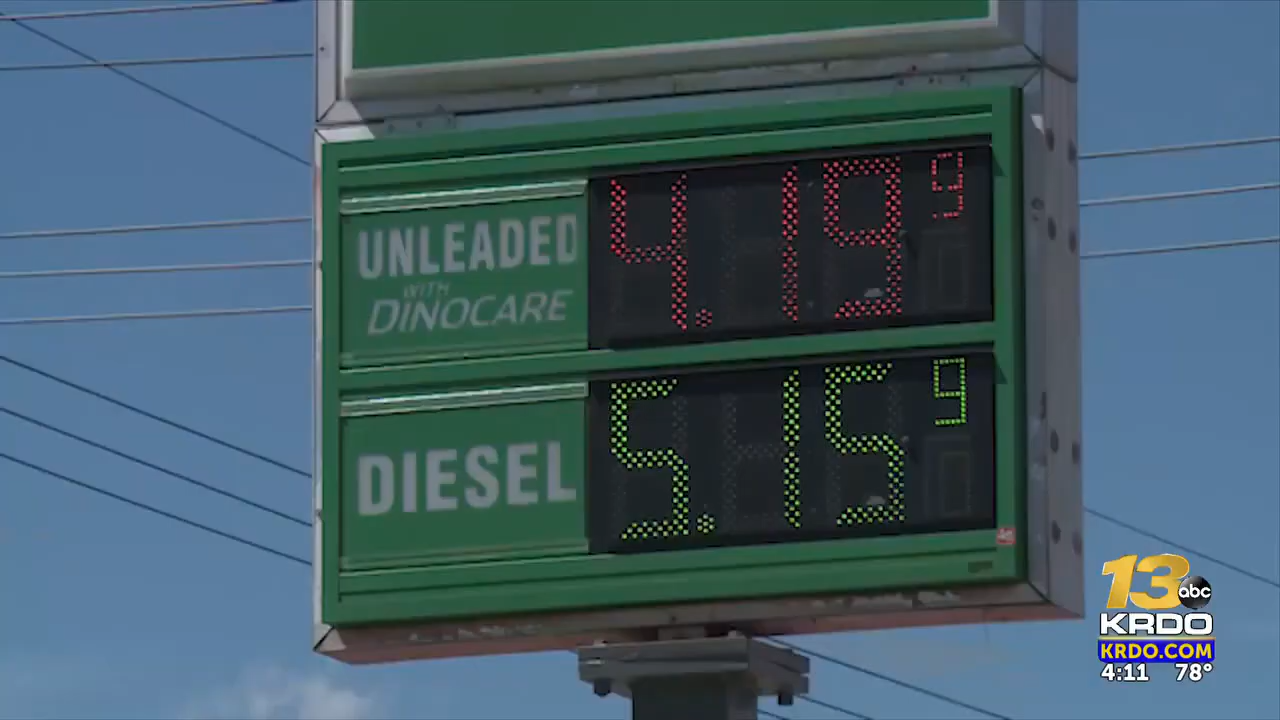 UNLEADED
WITH
DINOCARE
4.19 9
DIESEL
5.15 9
13 abc
KRDO
KRDO.COM
4:11 78°